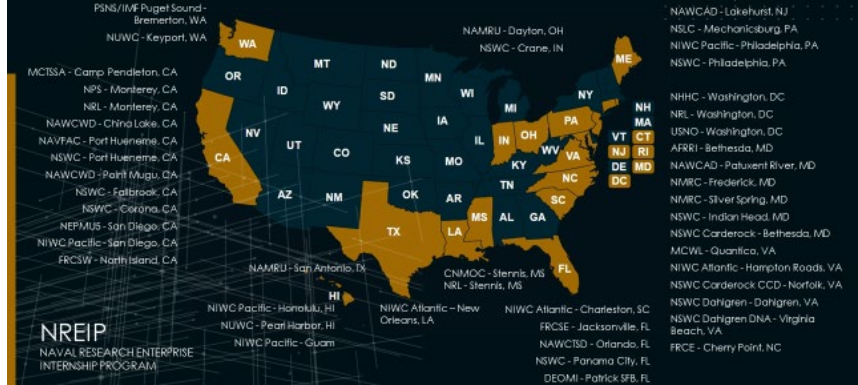 PSNS/IMF Puget Sound -
Bremerton, WA
NUWC - Keyport, WA
MCTSSA - Camp Pendleton, CA
NPS - Monterey, CA
NRL - Monterey, CA
NAWCWD - China Lake, CA
NAVFAC - Port Hueneme, CA
NSWC - Port Hueneme, CA
NAWCWD - Point Mugu, CA
NSWC - Fallbrook, CA
NSWC - Corona, CA
NEPMU5 - San Diego, CA
NIWC Pacific - San Diego, CA
FRCSW - North Island, CA
NAMRU - Dayton, OH
NSWC - Crane, IN
NAWCAD - Lakehurst, NJ
NSLC - Mechanicsburg, PA
NIWC Pacific - Philadelphia, PA
NSWC - Philadelphia, PA
NHHC - Washington, DC
NRL - Washington, DC
USNO - Washington, DC
AFRRI - Bethesda, MD
NAWCAD - Patuxent River, MD
NMRC - Frederick, MD
NMRC - Silver Spring, MD
NSWC - Indian Head, MD
NSWC Carderock - Bethesda, MD
MCWL - Quantico, VA
NIWC Atlantic - Hampton Roads, VA
NSWC Carderock CCD - Norfolk, VA
NSWC Dahlgren - Dahlgren, VA
NSWC Dahlgren DNA - Virginia
Beach, VA
FRCE - Cherry Point, NC
WA
OR
CA
NV
ID
MT
WY
UT
AZ
CO
NM
ND
SD
NE
KS
OK
TX
MN
IA
MO
AR
LA
WI
IL
MS
MI
IN
OH
KY
TN
AL
GA
FL
SC
NC
VA
WV
PA
NY
ME
NH
MA
VT
CT
NJ
RI
DE
MD
DC
HI
NAMRU - San Antonio, TX
CNMOC - Stennis, MS
NRL - Stennis, MS
NIWC Pacific - Honolulu, HI
NUWC - Pearl Harbor, HI
NIWC Pacific - Guam
NIWC Atlantic – New
Orleans, LA
NIWC Atlantic - Charleston, SC
FRCSE - Jacksonville, FL
NAWCTSD - Orlando, FL
NSWC - Panama City, FL
DEOMI - Patrick SFB, FL
NREIP
NAVAL RESEARCH ENTERPRISE
INTERNSHIP PROGRAM